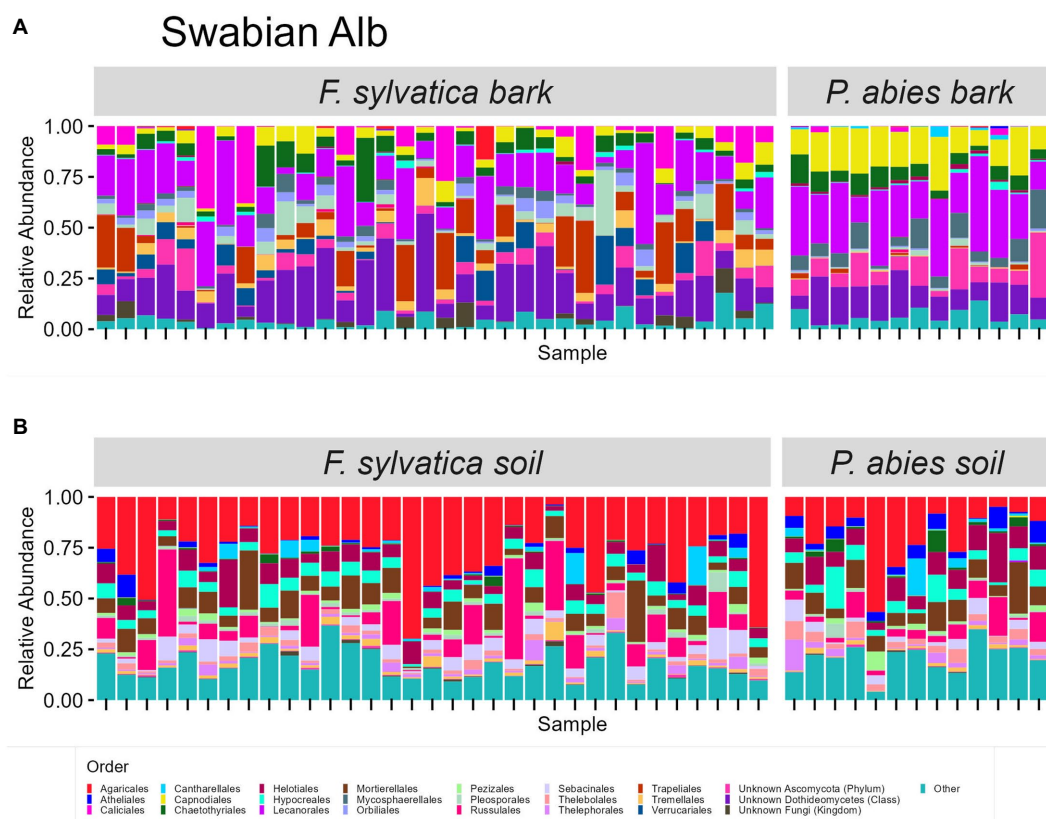 A
Swabian Alb
F. sylvatica bark
P. abies bark
1.00
0.75
0.50
0.25
0.00
Relative Abundance
Sample
B
F. sylvatica soil
P. abies soil
1.00
0.75
0.50
0.25
0.00
Relative Abundance
Sample
Order
Agaricales Cantharellales Helotiales Mortierellales Pezizales Sebacinales Trapeliales Unknown Ascomycota (Phylum) Other
Atheliales Capnodiales Hypocreales Mycosphaerellales Pleosporales Thelebolales Tremellales Unknown Dothideomycetes (Class)
Caliciales Chaetothyriales Lecanorales Orbiliales Russulales Thelephorales Verrucariales Unknown Fungi (Kingdom)